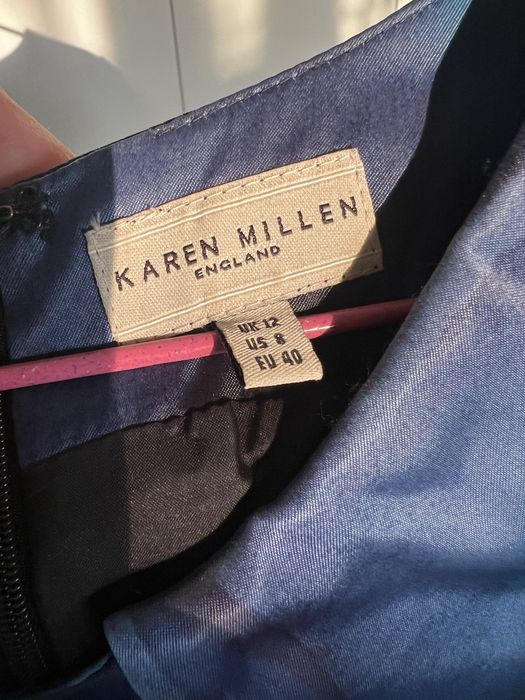 KAREN MILLEN
ENGLAND
UK 12
US 8
EU 40